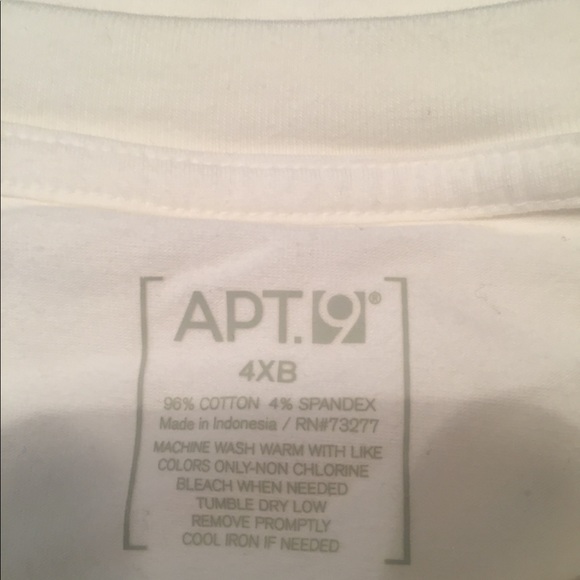 APT.9®
4XB
96% COTTON 4% SPANDEX
Made in Indonesia / RN#73277
MACHINE WASH WARM WITH LIKE
COLORS ONLY-NON CHLORINE
BLEACH WHEN NEEDED
TUMBLE DRY LOW
REMOVE PROMPTLY
COOL IRON IF NEEDED